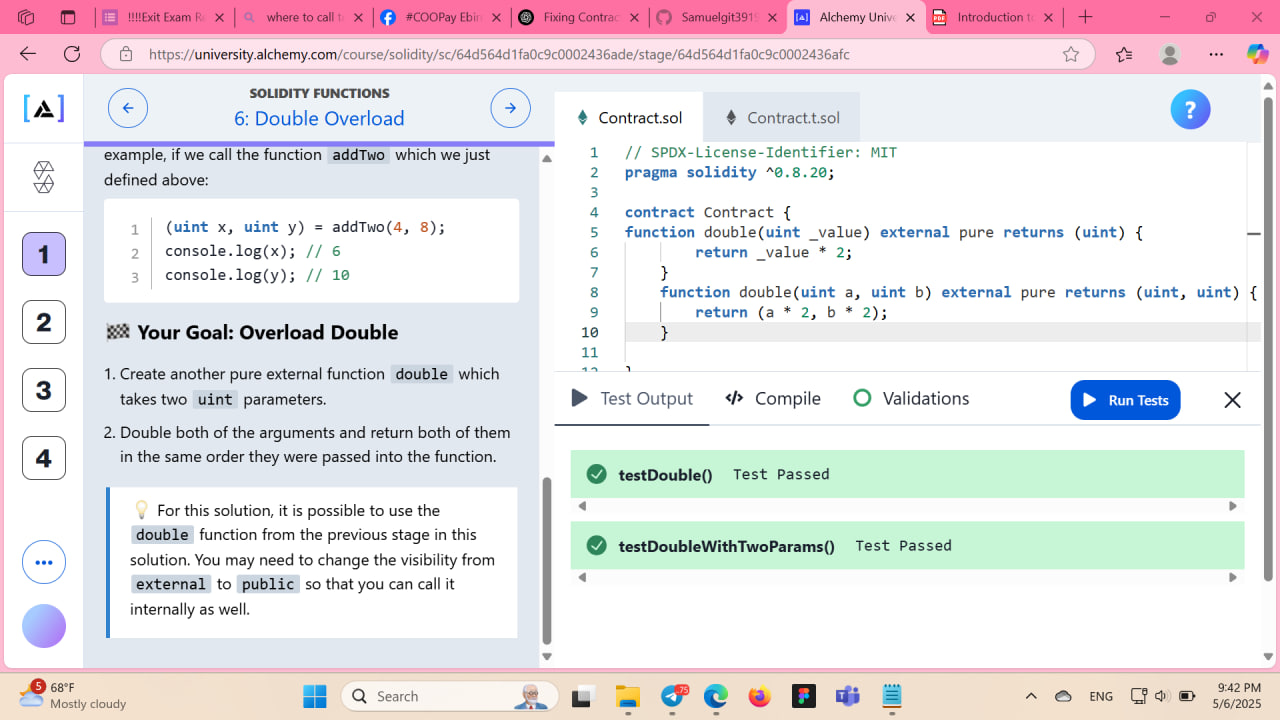 !!!!Exit Exam Re
where to call t
#COOPay Ebir
Fixing Contrac
Samuelgit3919
Alchemy Unive
PDF
Introduction to
https://university.alchemy.com/course/solidity/sc/64d564d1fa0c9c0002436ade/stage/64d564d1fa0c9c0002436afc
[A]
SOLIDITY FUNCTIONS
6: Double Overload
1
2
3
4
example, if we call the function addTwo which we just
defined above:
1 (uint x, uint y) = addTwo(4, 8);
2 console.log(x); // 6
3 console.log(y); // 10
Your Goal: Overload Double
1. Create another pure external function double which
takes two uint parameters.
2. Double both of the arguments and return both of them
in the same order they were passed into the function.
For this solution, it is possible to use the
double function from the previous stage in this
solution. You may need to change the visibility from
external to public so that you can call it
internally as well.
Contract.sol
Contract.t.sol
?
1 // SPDX-License-Identifier: MIT
2 pragma solidity ^0.8.20;
3
4 contract Contract {
5 function double(uint _value) external pure returns (uint) {
6 return _value * 2;
7 }
8 function double(uint a, uint b) external pure returns (uint, uint) {
9 return (a * 2, b * 2);
10 }
11
12 }
Test Output
Compile
Validations
Run Tests
testDouble() Test Passed
testDoubleWithTwoParams() Test Passed
5
68°F
Mostly cloudy
Search
75
ENG
9:42 PM
5/6/2025